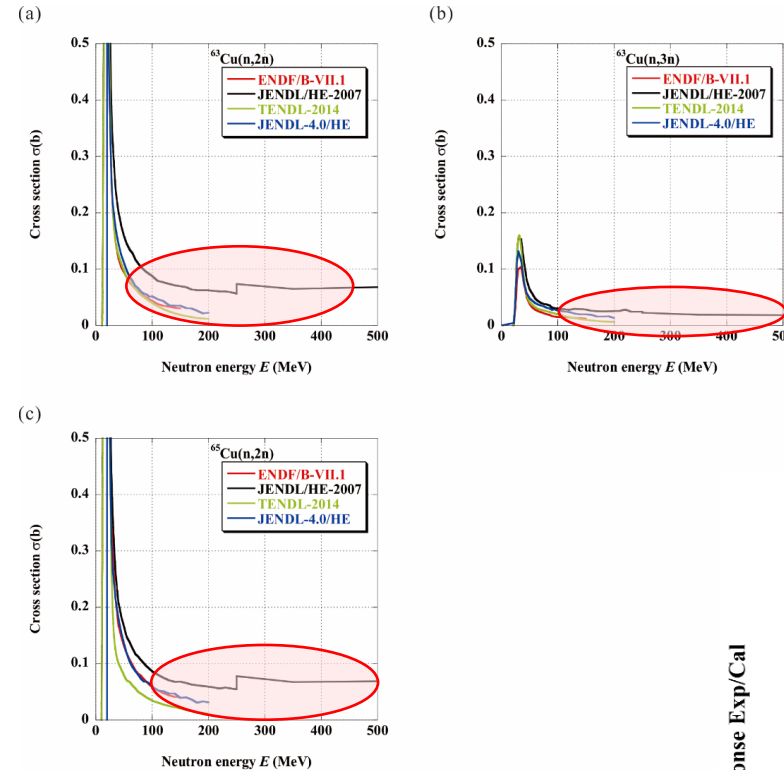 (a)
⁶³Cu(n,2n)
ENDF/B-VII.1
JENDL/HE-2007
TENDL-2014
JENDL-4.0/HE
Cross section σ(b)
0.5
0.4
0.3
0.2
0.1
0
0 100 200 300 400 500
Neutron energy E (MeV)
(b)
⁶³Cu(n,3n)
ENDF/B-VII.1
JENDL/HE-2007
TENDL-2014
JENDL-4.0/HE
Cross section σ(b)
0.5
0.4
0.3
0.2
0.1
0
0 100 200 300 400 500
Neutron energy E (MeV)
(c)
⁶⁵Cu(n,2n)
ENDF/B-VII.1
JENDL/HE-2007
TENDL-2014
JENDL-4.0/HE
Cross section σ(b)
0.5
0.4
0.3
0.2
0.1
0
0 100 200 300 400 500
Neutron energy E (MeV)
onse Exp/Cal